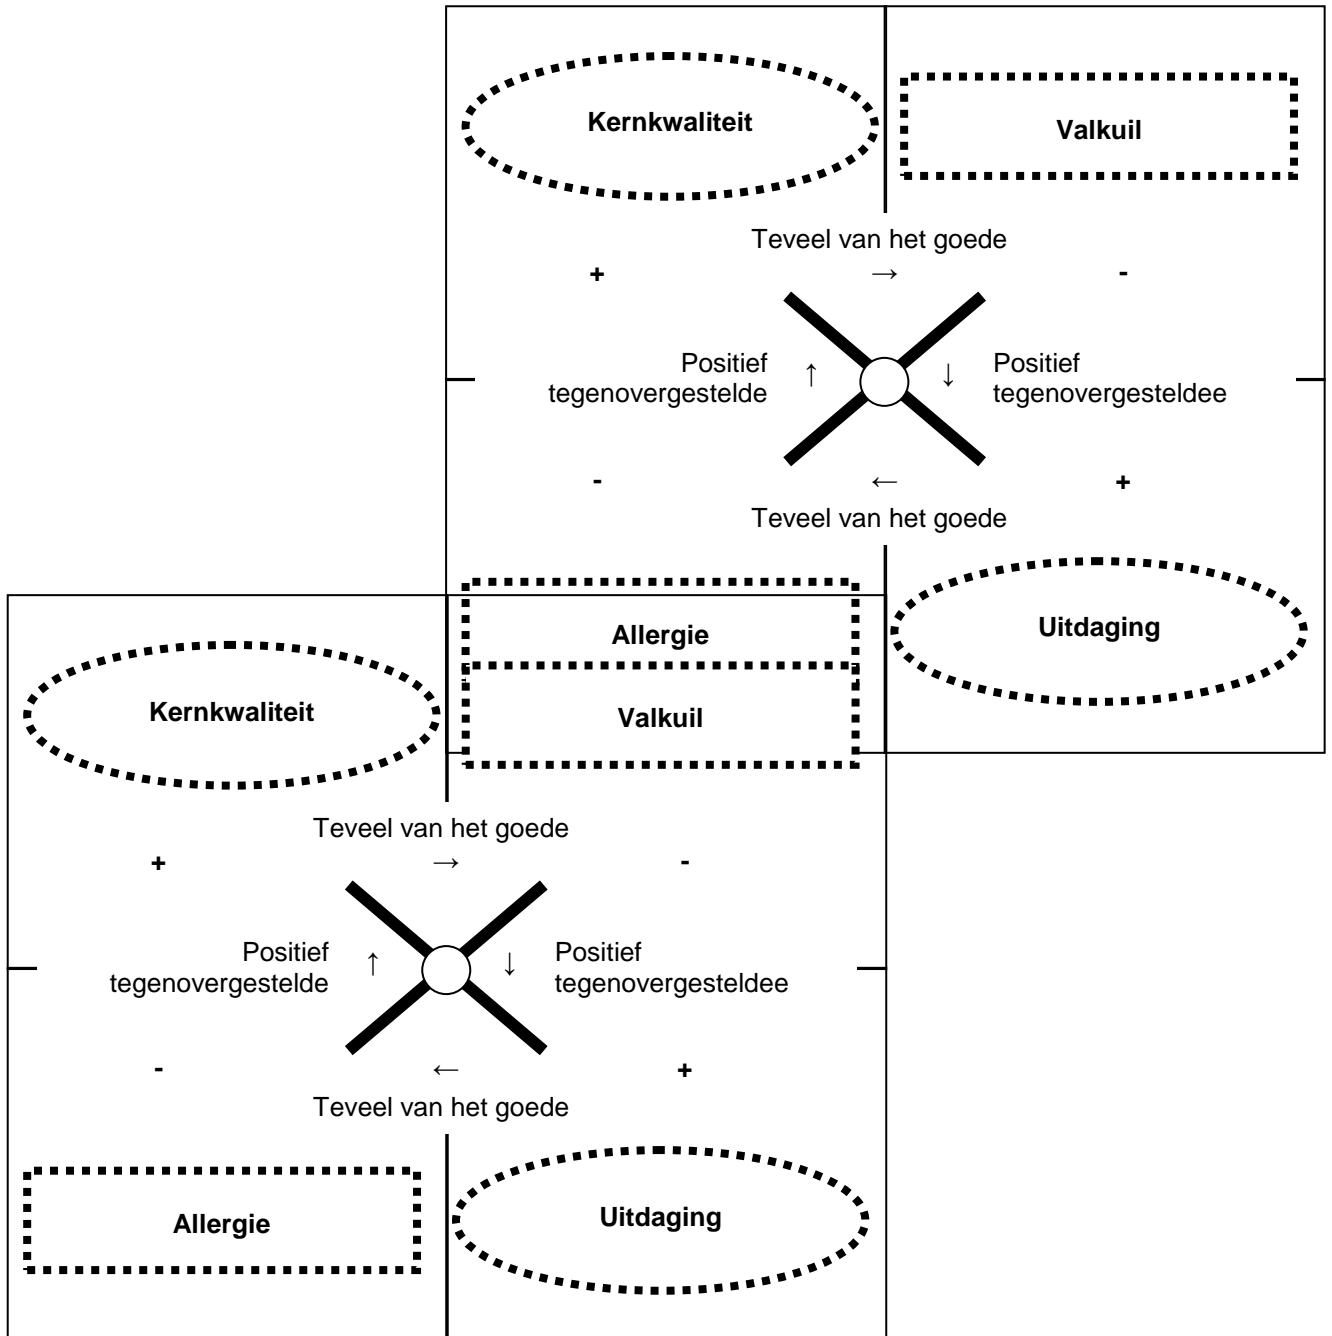 Kernkwaliteit
Valkuil
Teveel van het goede
+ → -
Positief ↑ ↓ Positief
tegenovergestelde tegenovergesteldee
- ← +
Teveel van het goede
Allergie
Uitdaging
Kernkwaliteit
Valkuil
Teveel van het goede
+ → -
Positief ↑ ↓ Positief
tegenovergestelde tegenovergesteldee
- ← +
Teveel van het goede
Allergie
Uitdaging